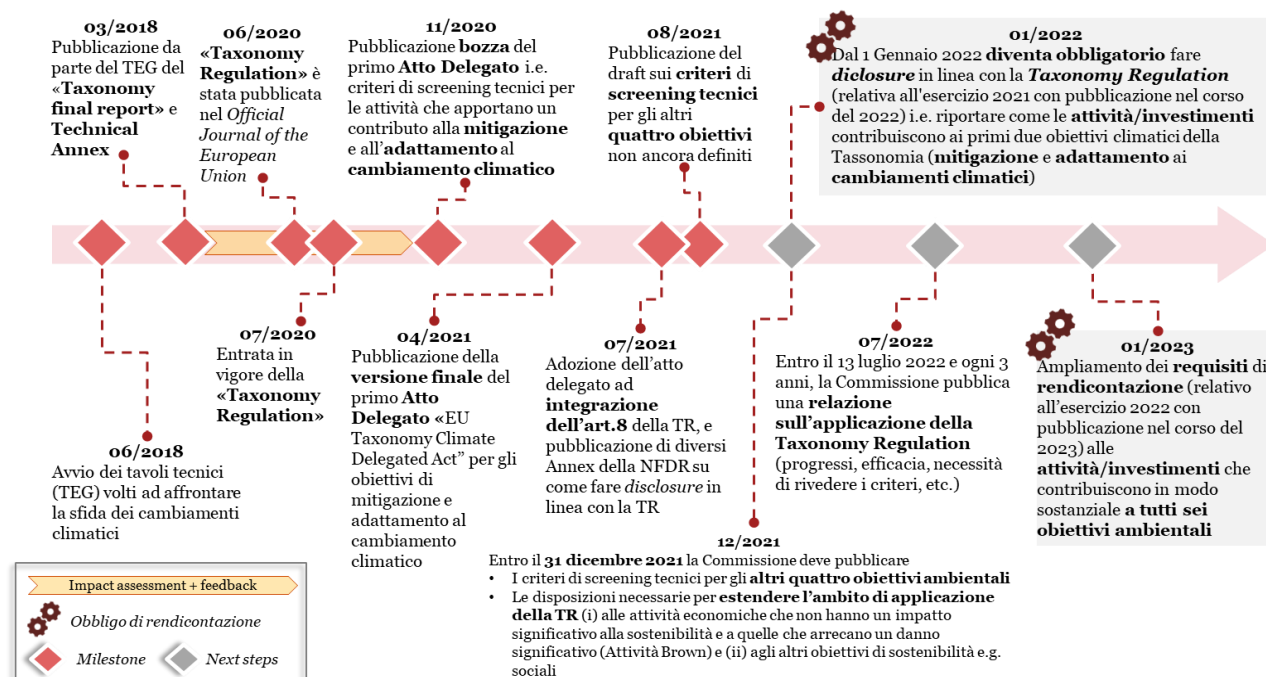 03/2018
Pubblicazione da
parte del TEG del
«Taxonomy
final report» e
Technical
Annex
06/2020
«Taxonomy
Regulation» è
stata pubblicata
nel Official
Journal of the
European
Union
11/2020
Pubblicazione bozza del
primo Atto Delegato i.e.
criteri di screening tecnici per
le attività che apportano un
contributo alla mitigazione
e all'adattamento al
cambiamento climatico
08/2021
Pubblicazione del
draft sui criteri di
screening tecnici
per gli altri
quattro obiettivi
non ancora definiti
01/2022
Dal 1 Gennaio 2022 diventa obbligatorio fare
diclosure in linea con la Taxonomy Regulation
(relativa all'esercizio 2021 con pubblicazione nel corso
del 2022) i.e. riportare come le attività/investimenti
contribuiscono ai primi due obiettivi climatici della
Tassonomia (mitigazione e adattamento ai
cambiamenti climatici)
06/2018
Avvio dei tavoli tecnici
(TEG) volti ad affrontare
la sfida dei cambiamenti
climatici
07/2020
Entrata in
vigore della
«Taxonomy
Regulation»
04/2021
Pubblicazione della
versione finale del
primo Atto
Delegato «EU
Taxonomy Climate
Delegated Act” per gli
obiettivi di
mitigazione e
adattamento al
cambiamento
climatico
07/2021
Adozione dell'atto
delegato ad
integrazione
dell'art.8 della TR, e
pubblicazione di diversi
Annex della NFDR su
come fare disclosure in
linea con la TR
12/2021
Entro il 31 dicembre 2021 la Commissione deve pubblicare
• I criteri di screening tecnici per gli altri quattro obiettivi ambientali
• Le disposizioni necessarie per estendere l'ambito di applicazione
della TR (i) alle attività economiche che non hanno un impatto
significativo alla sostenibilità e a quelle che arrecano un danno
significativo (Attività Brown) e (ii) agli altri obiettivi di sostenibilità e.g.
sociali
07/2022
Entro il 13 luglio 2022 e ogni 3
anni, la Commissione pubblica
una relazione
sull'applicazione della
Taxonomy Regulation
(progressi, efficacia, necessità
di rivedere i criteri, etc.)
01/2023
Ampliamento dei requisiti di
rendicontazione (relativo
all'esercizio 2022 con
pubblicazione nel corso del
2023) alle
attività/investimenti che
contribuiscono in modo
sostanziale a tutti sei
obiettivi ambientali
Impact assessment + feedback
Obbligo di rendicontazione
Milestone
Next steps